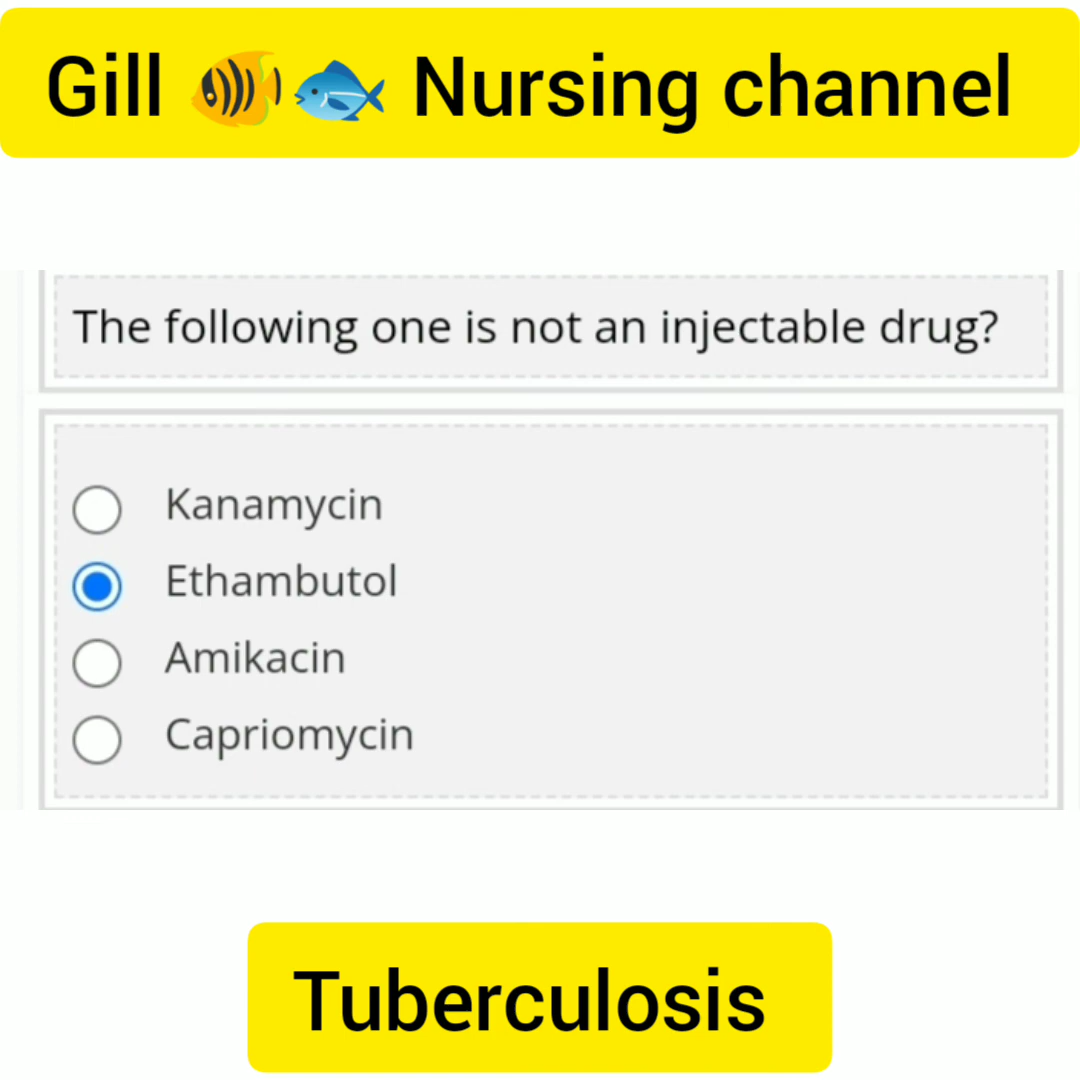 Gill 🐠🐟 Nursing channel
The following one is not an injectable drug?
Kanamycin
Ethambutol
Amikacin
Capriomycin
Tuberculosis